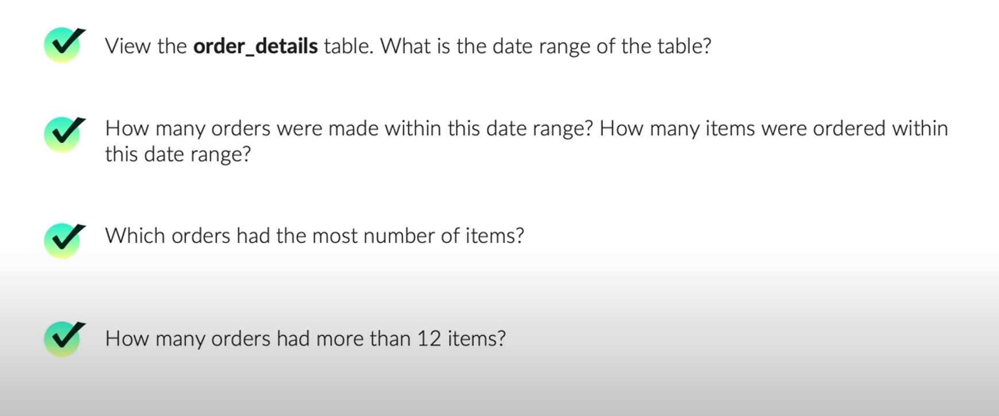 View the order_details table. What is the date range of the table?
How many orders were made within this date range? How many items were ordered within
this date range?
Which orders had the most number of items?
How many orders had more than 12 items?